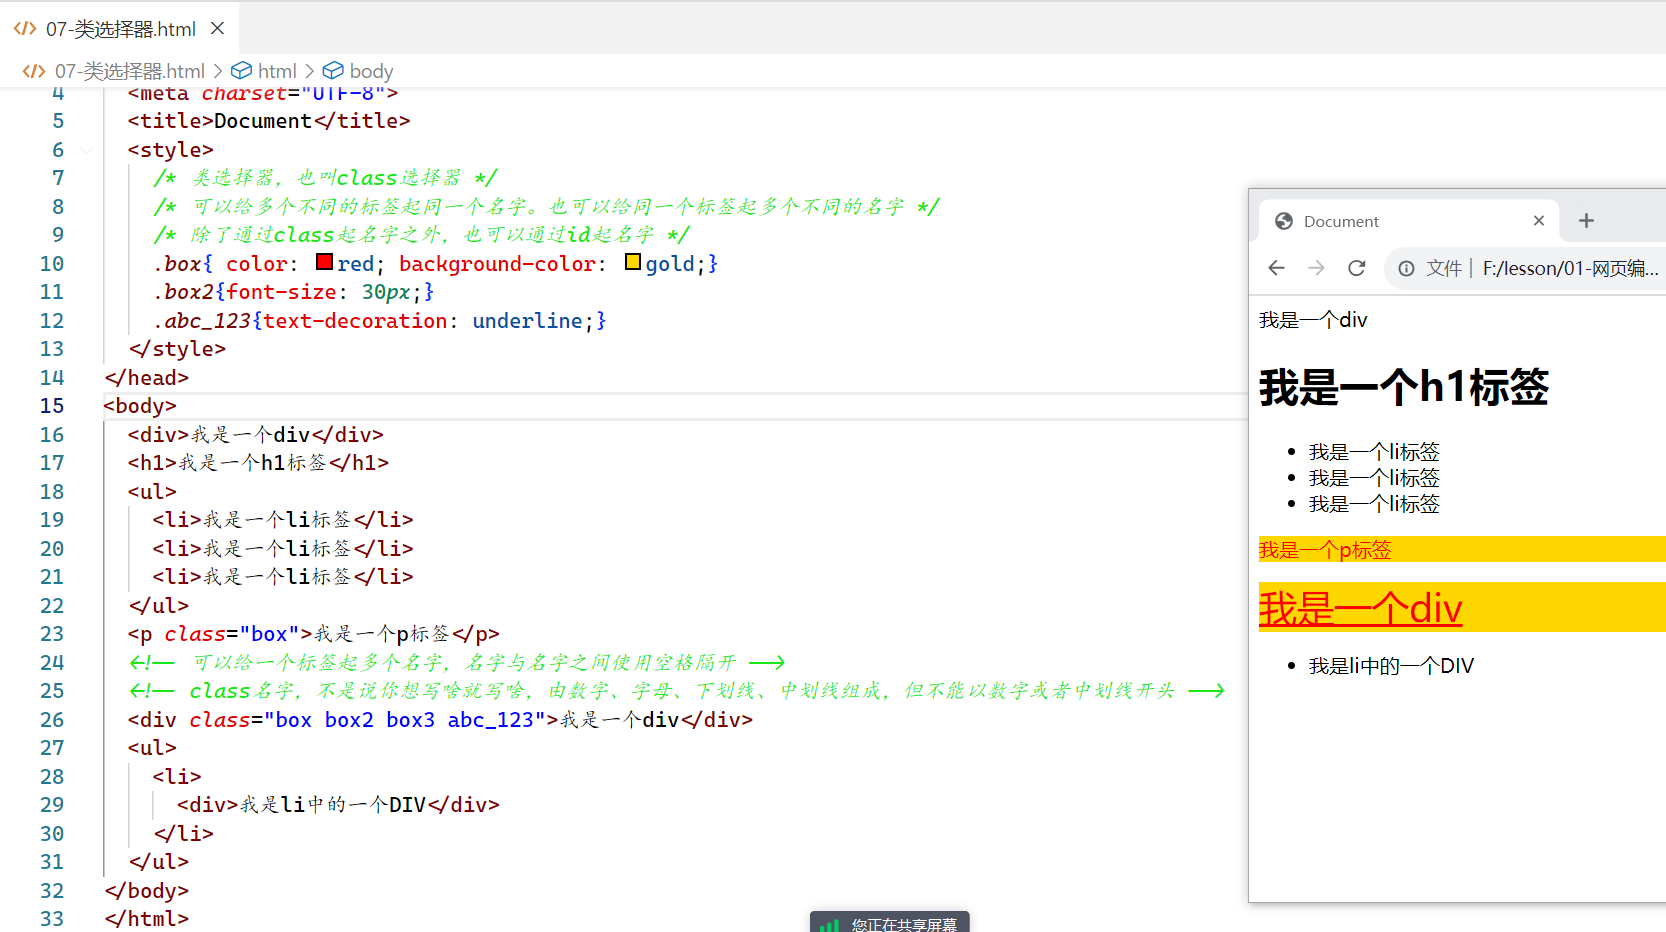 07-类选择器.html
07-类选择器.html > html > body
4 <meta charset="UTF-8">
5 <title>Document</title>
6 <style>
7 /* 类选择器，也叫class选择器 */
8 /* 可以给多个不同的标签起同一个名字。也可以给同一个标签起多个不同的名字 */
9 /* 除了通过class起名字之外，也可以通过id起名字 */
10 .box{ color: red; background-color: gold;}
11 .box2{font-size: 30px;}
12 .abc_123{text-decoration: underline;}
13 </style>
14 </head>
15 <body>
16 <div>我是一个div</div>
17 <h1>我是一个h1标签</h1>
18 <ul>
19 <li>我是一个li标签</li>
20 <li>我是一个li标签</li>
21 <li>我是一个li标签</li>
22 </ul>
23 <p class="box">我是一个p标签</p>
24 <!-- 可以给一个标签起多个名字，名字与名字之间使用空格隔开 -->
25 <!-- class名字，不是说你想写啥就写啥，由数字、字母、下划线、中划线组成，但不能以数字或者中划线开头 -->
26 <div class="box box2 box3 abc_123">我是一个div</div>
27 <ul>
28 <li>
29 <div>我是li中的一个DIV</div>
30 </li>
31 </ul>
32 </body>
33 </html>
Document
文件 | F:/lesson/01-网页编...
我是一个div
我是一个h1标签
我是一个li标签
我是一个li标签
我是一个li标签
我是一个p标签
我是一个div
我是li中的一个DIV
您正在共享屏幕